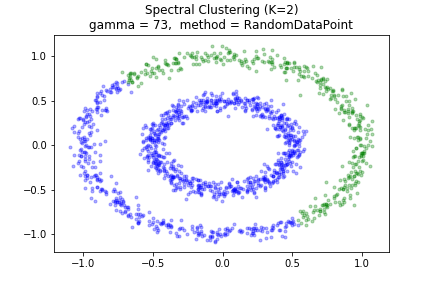 Spectral Clustering (K=2)
gamma = 73,  method = RandomDataPoint
1.0
0.5
0.0
−0.5
−1.0
−1.0 −0.5 0.0 0.5 1.0